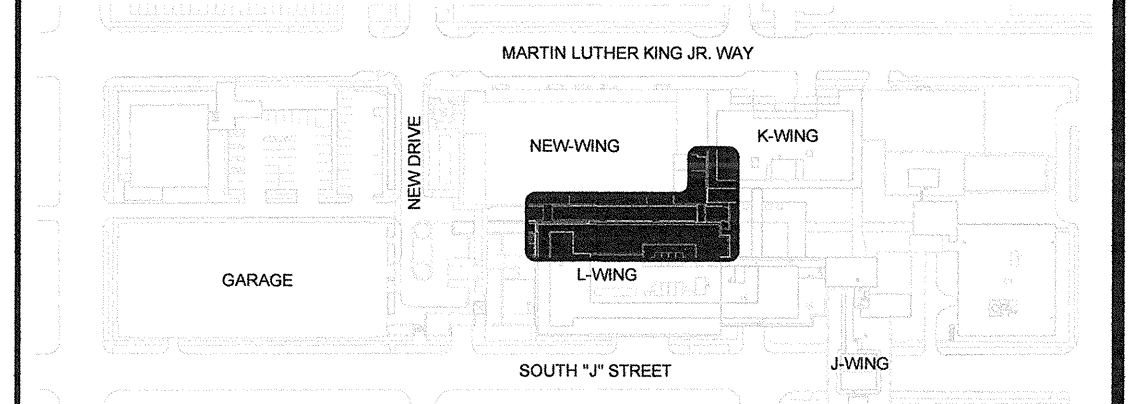 MARTIN LUTHER KING JR. WAY
NEW DRIVE
NEW-WING
K-WING
L-WING
GARAGE
SOUTH "J" STREET
J-WING